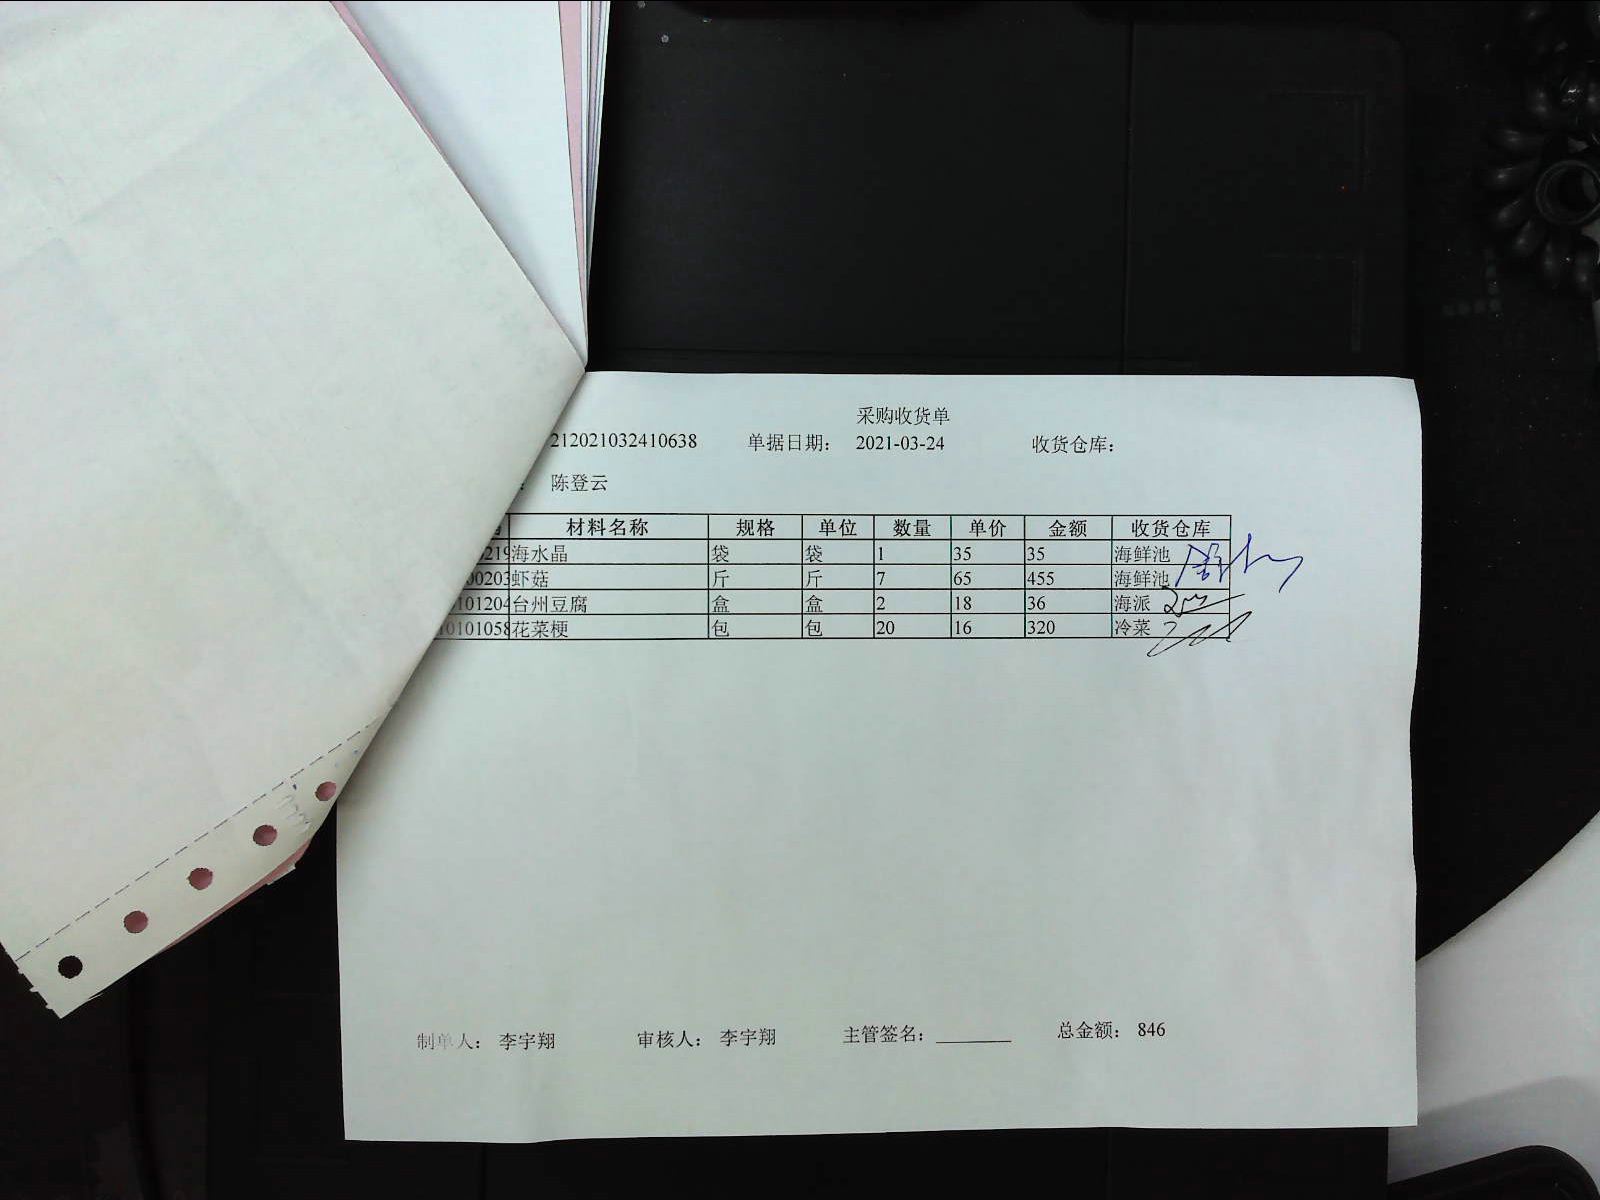 采购收货单
212021032410638 单据日期： 2021-03-24 收货仓库：
： 陈登云
材料名称 规格 单位 数量 单价 金额 收货仓库
219 海水晶 袋 袋 1 35 35 海鲜池
00203 虾菇 斤 斤 7 65 455 海鲜池
101204 台州豆腐 盒 盒 2 18 36 海派
10101058 花菜梗 包 包 20 16 320 冷菜
制单人： 李宇翔 审核人： 李宇翔 主管签名： 总金额： 846